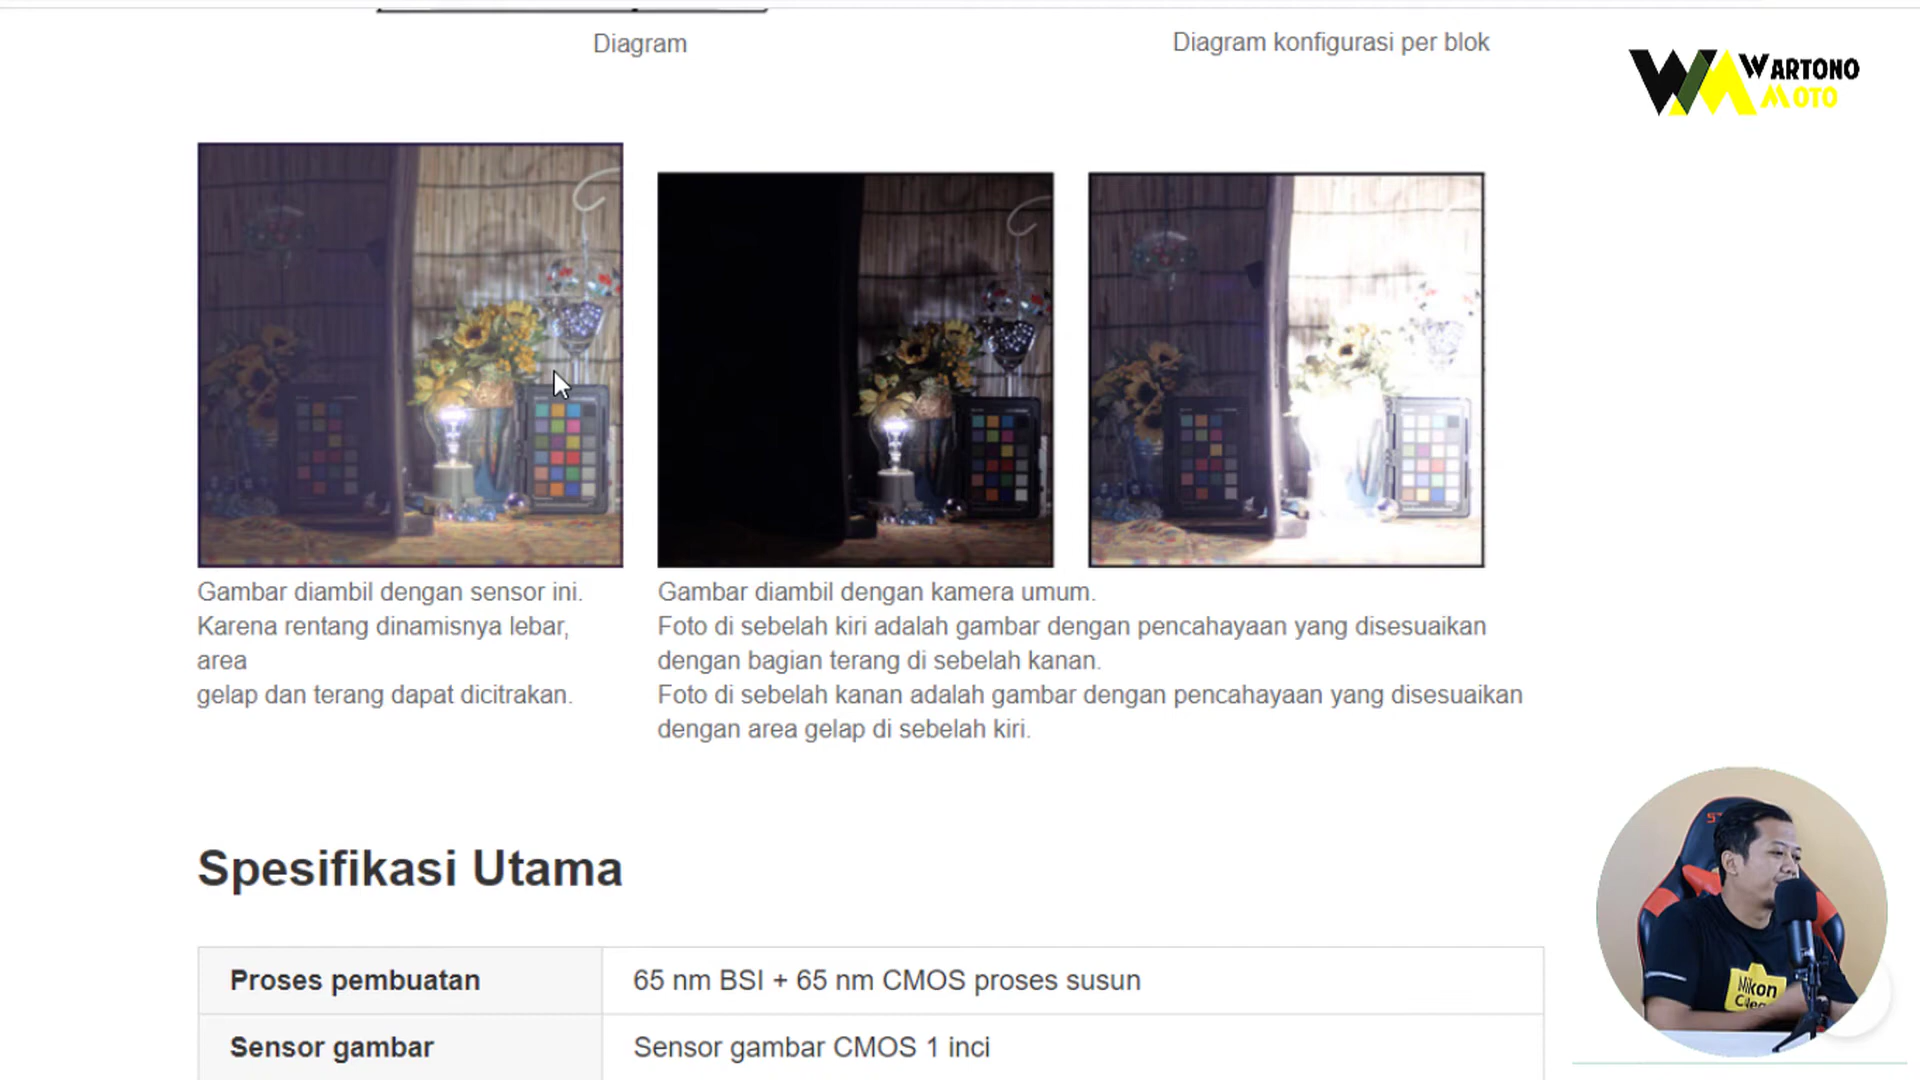 Diagram
Diagram konfigurasi per blok
WARTONO
MOTO
Gambar diambil dengan sensor ini.
Karena rentang dinamisnya lebar,
area
gelap dan terang dapat dicitrakan.
Gambar diambil dengan kamera umum.
Foto di sebelah kiri adalah gambar dengan pencahayaan yang disesuaikan
dengan bagian terang di sebelah kanan.
Foto di sebelah kanan adalah gambar dengan pencahayaan yang disesuaikan
dengan area gelap di sebelah kiri.
Spesifikasi Utama
Proses pembuatan
65 nm BSI + 65 nm CMOS proses susun
Sensor gambar
Sensor gambar CMOS 1 inci
Nikon